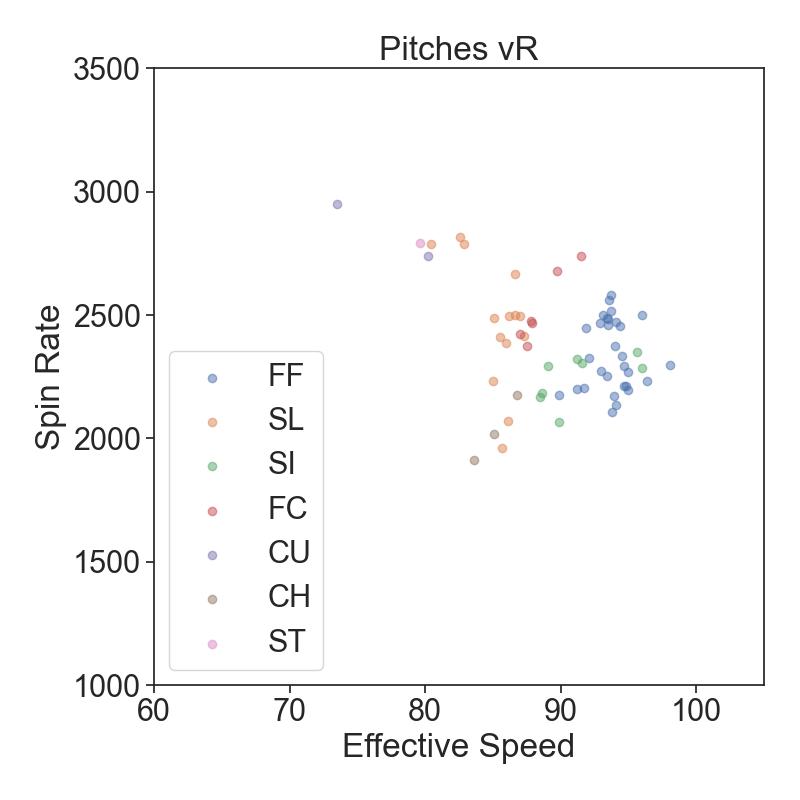 Pitches vR
3500
3000
2500
2000
1500
1000
Spin Rate
FF
SL
SI
FC
CU
CH
ST
60 70 80 90 100
Effective Speed